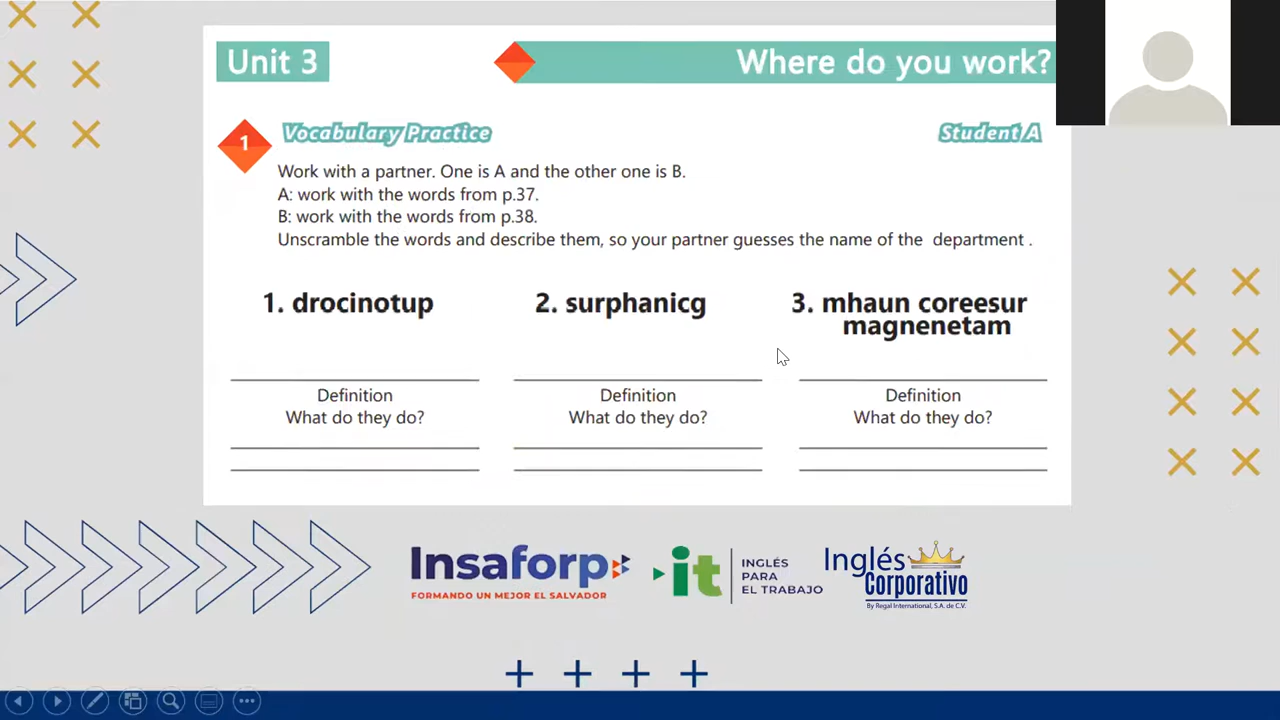 Unit 3
Where do you work?
1
Vocabulary Practice
Student A
Work with a partner. One is A and the other one is B.
A: work with the words from p.37.
B: work with the words from p.38.
Unscramble the words and describe them, so your partner guesses the name of the department .
1. drocinotup
2. surphanicg
3. mhaun coreesur
magnenetam
Definition
What do they do?
Definition
What do they do?
Definition
What do they do?
Insaforp
FORMANDO UN MEJOR EL SALVADOR
it
INGLÉS
PARA
EL TRABAJO
Inglés
Corporativo
By Regal International, S.A. de C.V.